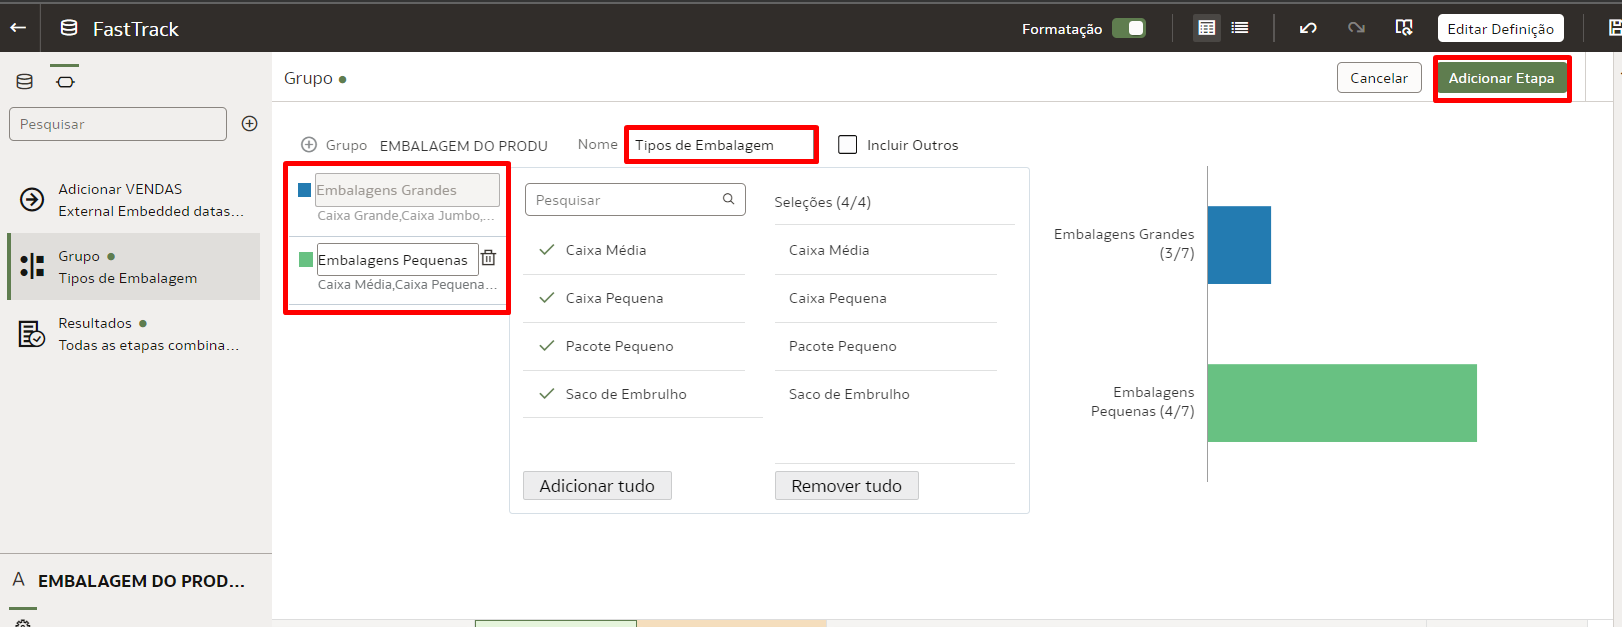 FastTrack
Formatação
Editar Definição
Pesquisar
Adicionar VENDAS
External Embedded datas...
Grupo
Tipos de Embalagem
Resultados
Todas as etapas combina...
A EMBALAGEM DO PROD...
Grupo
Cancelar
Adicionar Etapa
Grupo EMBALAGEM DO PRODU
Nome Tipos de Embalagem
Incluir Outros
Embalagens Grandes
Caixa Grande,Caixa Jumbo,...
Embalagens Pequenas
Caixa Média,Caixa Pequena...
Pesquisar
Caixa Média
Caixa Pequena
Pacote Pequeno
Saco de Embrulho
Adicionar tudo
Seleções (4/4)
Caixa Média
Caixa Pequena
Pacote Pequeno
Saco de Embrulho
Remover tudo
Embalagens Grandes
(3/7)
Embalagens
Pequenas (4/7)